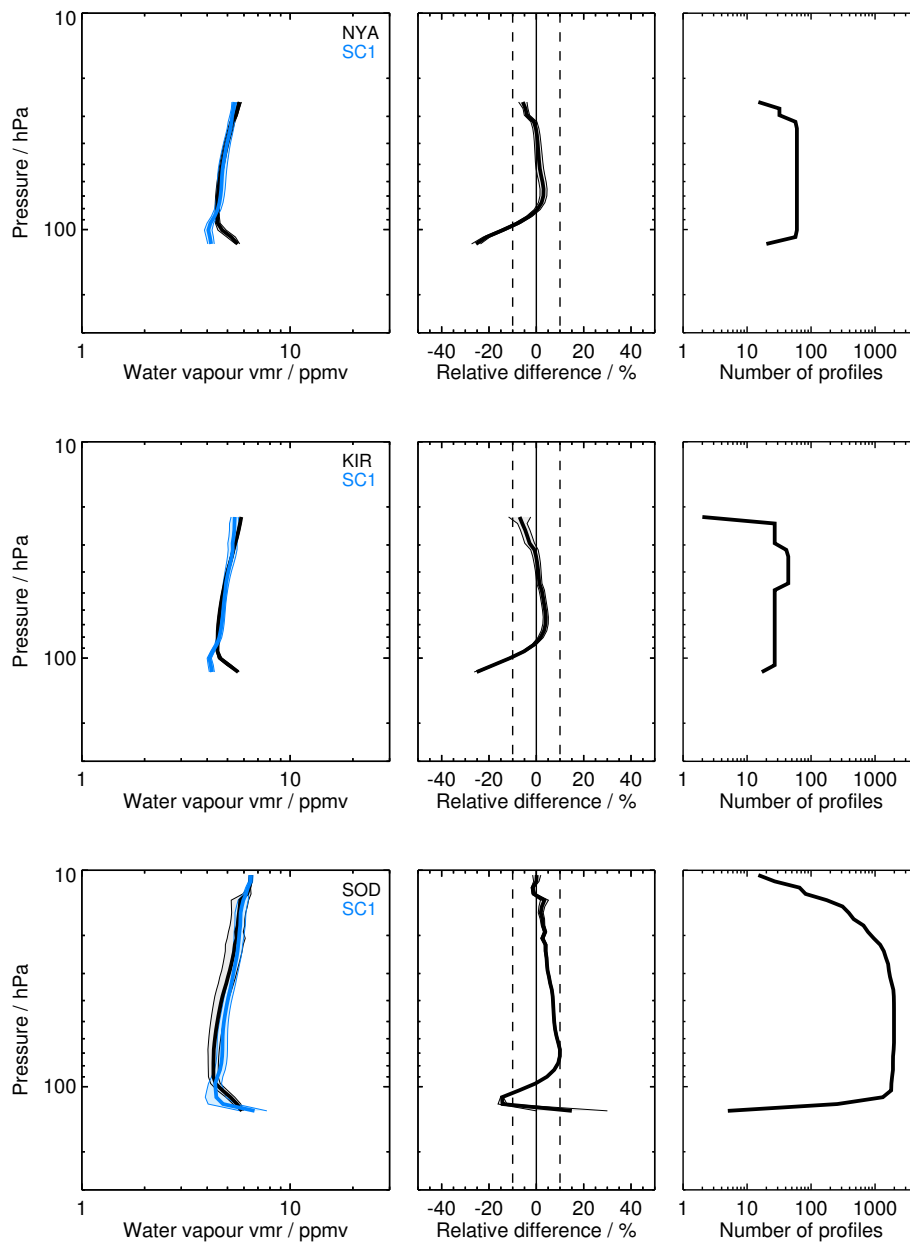 10
100
Pressure / hPa
NYA
SC1
1 10
Water vapour vmr / ppmv
-40 -20 0 20 40
Relative difference / %
1 10 100 1000
Number of profiles
10
100
Pressure / hPa
KIR
SC1
1 10
Water vapour vmr / ppmv
-40 -20 0 20 40
Relative difference / %
1 10 100 1000
Number of profiles
10
100
Pressure / hPa
SOD
SC1
1 10
Water vapour vmr / ppmv
-40 -20 0 20 40
Relative difference / %
1 10 100 1000
Number of profiles